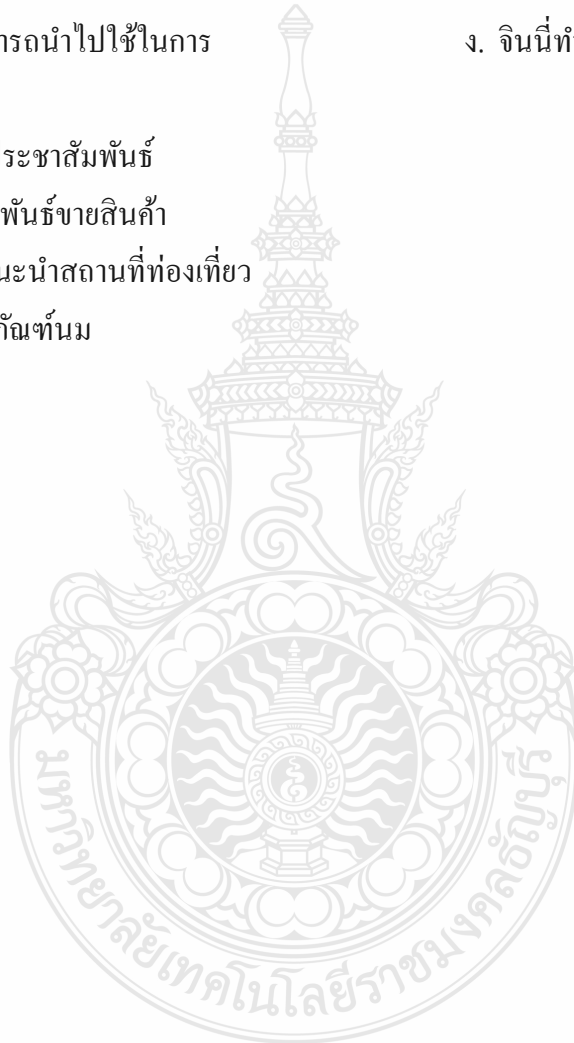 ารถนำไปใช้ในการ
ง. จินนี่ทำ
ระชาสัมพันธ์
พันธ์ขายสินค้า
นะนำสถานที่ท่องเที่ยว
ภัณฑ์นม
มหาวิทยาลัยเทคโนโลยีราชมงคลธัญบุรี